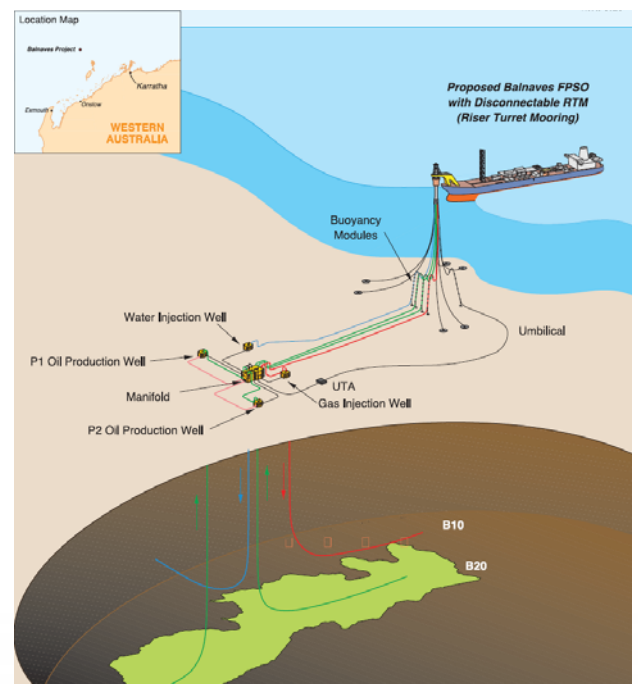 Location Map
Balnaves Project
Karratha
Onslow
Exmouth
WESTERN
AUSTRALIA
Proposed Balnaves FPSO
with Disconnectable RTM
(Riser Turret Mooring)
Buoyancy
Modules
Water Injection Well
Umbilical
P1 Oil Production Well
UTA
Manifold
Gas Injection Well
P2 Oil Production Well
B10
B20